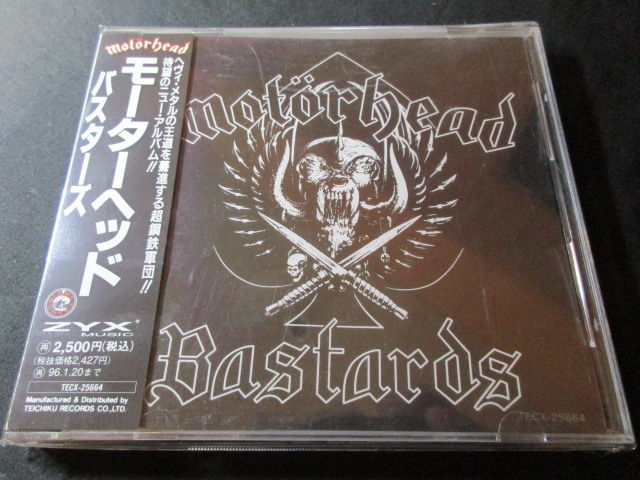 motörhead
モーターヘッド
バスターズ
ヘヴィ・メタルの王道を驀進する超鋼鉄軍団!!
待望のニュー・アルバム!!
ZYX
MUSIC
再 2,500円(税込)
(税抜価格2,427円)
再 96.1.20まで
TECX-25664
Manufactured & Distributed by
TEICHIKU RECORDS CO.,LTD.
motörhead
Bastards
TECX-25664